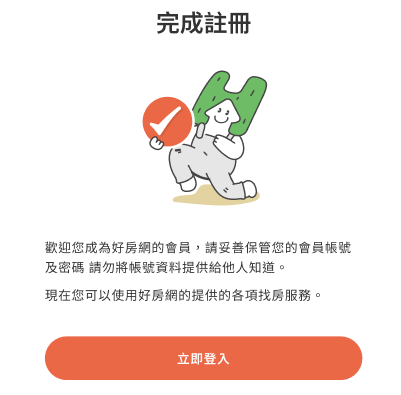 完成註冊
歡迎您成為好房網的會員，請妥善保管您的會員帳號
及密碼 請勿將帳號資料提供給他人知道。
現在您可以使用好房網的提供的各項找房服務。
立即登入